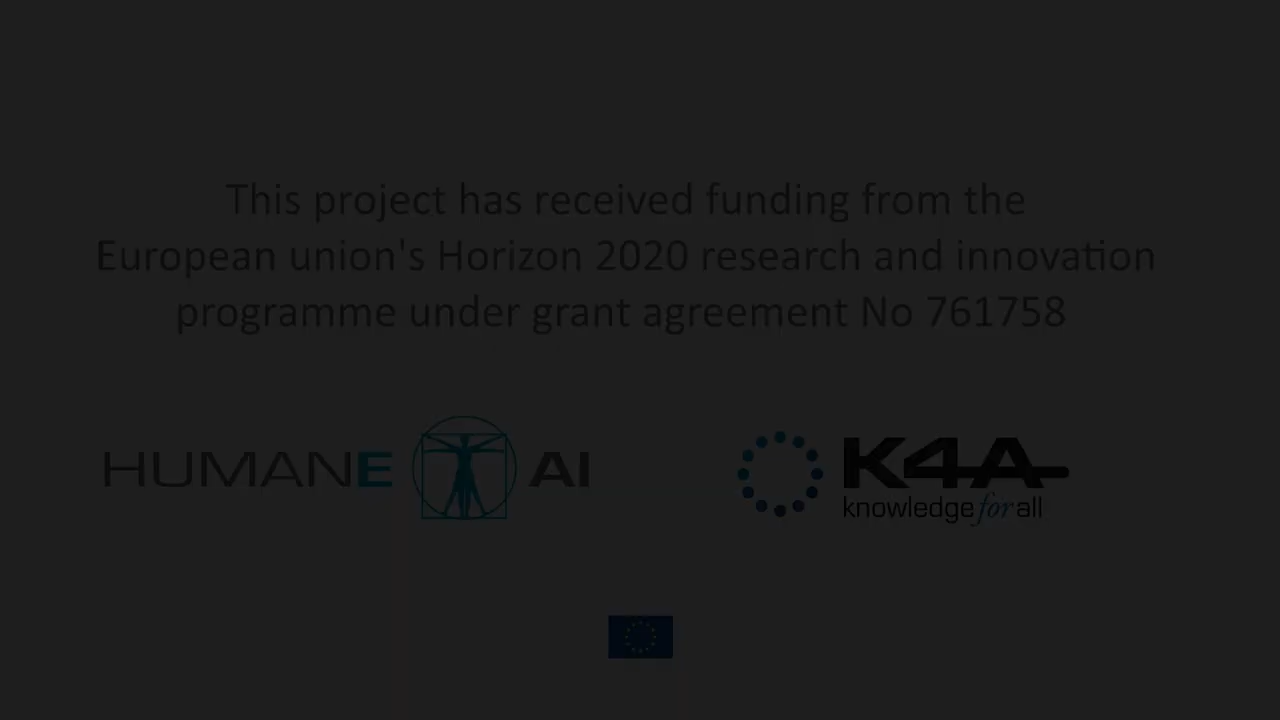 This project has received funding from the
European union's Horizon 2020 research and innovation
programme under grant agreement No 761758
HUMANE AI
K4A
knowledge for all